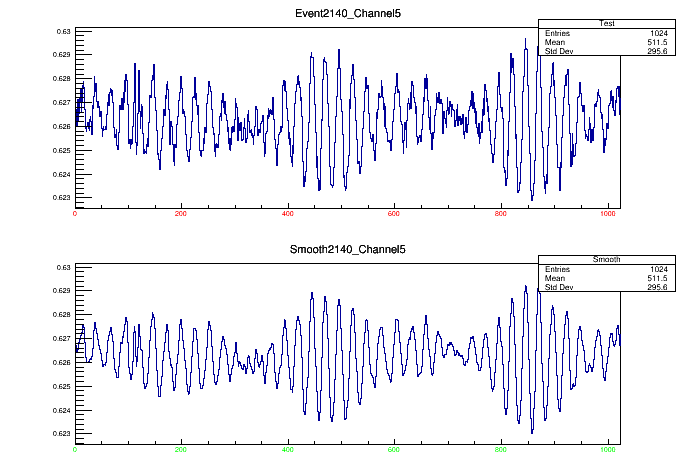 Event2140_Channel5
Test
Entries 1024
Mean 511.5
Std Dev 295.6
0.63
0.629
0.628
0.627
0.626
0.625
0.624
0.623
0 200 400 600 800 1000
Smooth2140_Channel5
Smooth
Entries 1024
Mean 511.5
Std Dev 295.6
0.63
0.629
0.628
0.627
0.626
0.625
0.624
0.623
0 200 400 600 800 1000